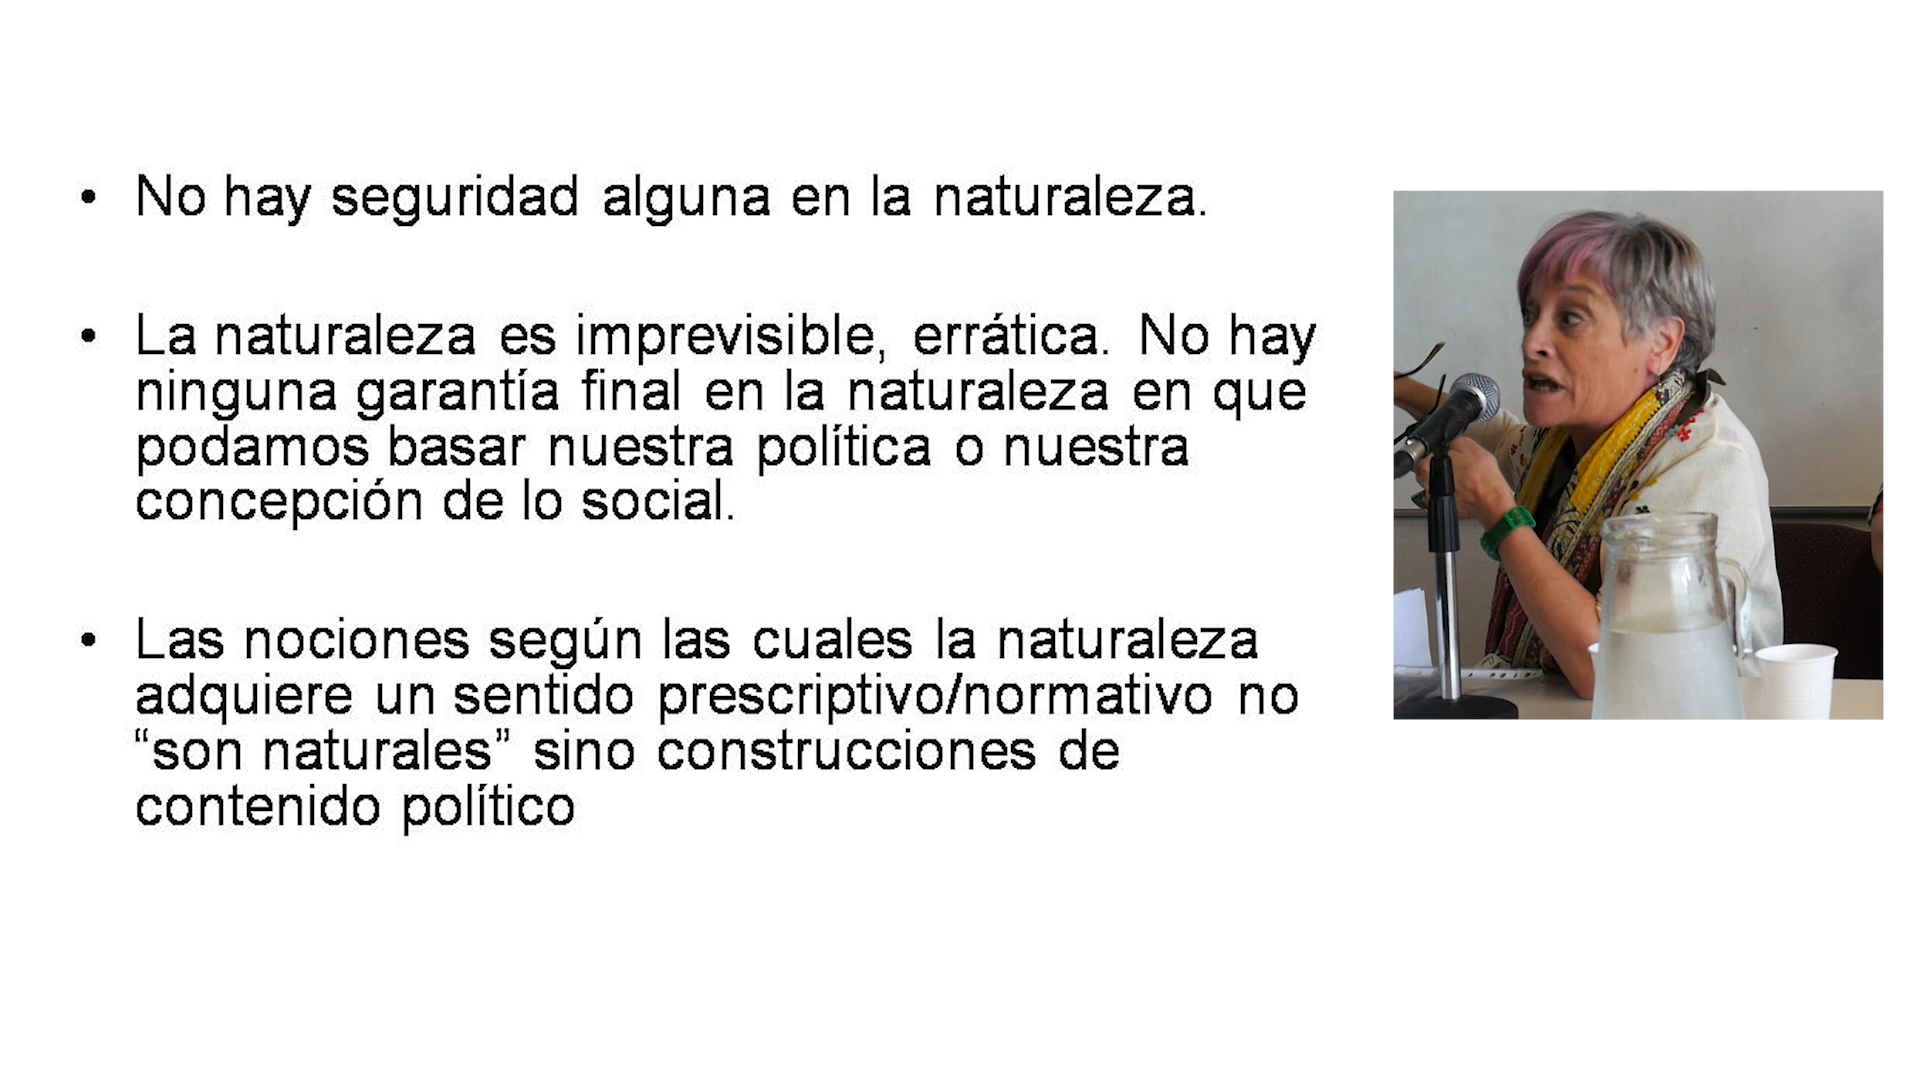 • No hay seguridad alguna en la naturaleza.
• La naturaleza es imprevisible, errática. No hay
ninguna garantía final en la naturaleza en que
podamos basar nuestra política o nuestra
concepción de lo social.
• Las nociones según las cuales la naturaleza
adquiere un sentido prescriptivo/normativo no
“son naturales” sino construcciones de
contenido político